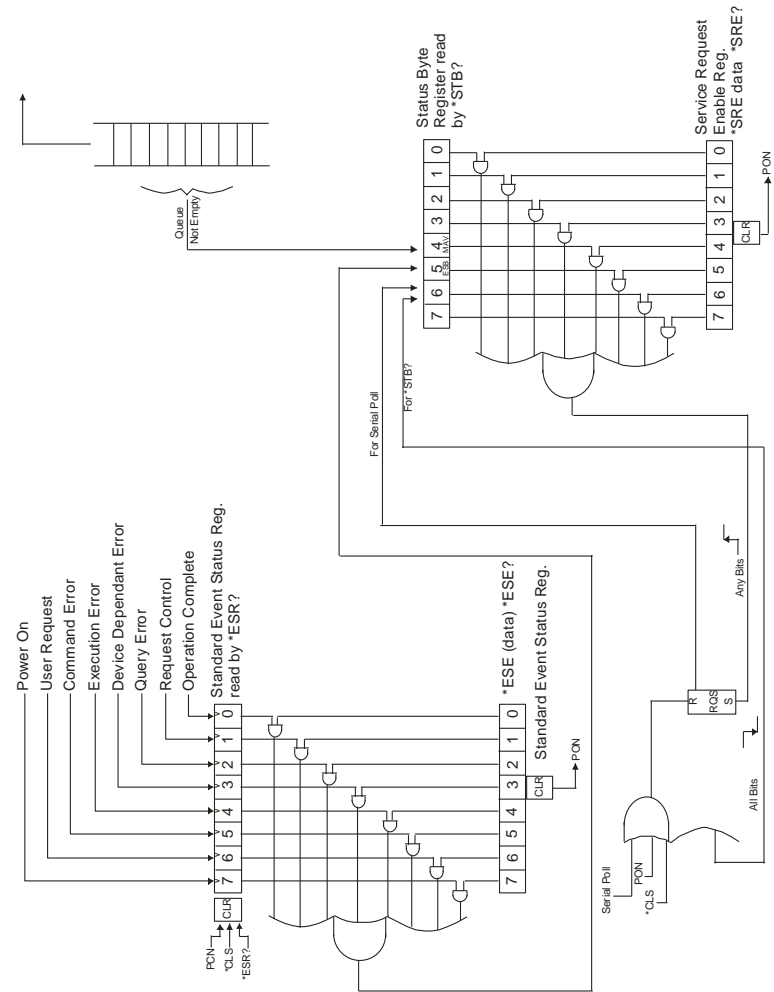 Power On
User Request
Command Error
Execution Error
Device Dependant Error
Query Error
Request Control
Operation Complete
Standard Event Status Reg.
read by *ESR?
7 6 5 4 3 2 1 0
CLR
PCN
*CLS
*ESR?
*ESE (data) *ESE?
Standard Event Status Reg.
7 6 5 4 3 2 1 0
CLR
PON
Queue
Not Empty
Status Byte
Register read
by *STB?
7 6 5 4 3 2 1 0
ESB
MAV
For Serial Poll
For *STB?
Service Request
Enable Reg.
*SRE data *SRE?
7 6 5 4 3 2 1 0
CLR
PON
Serial Poll
PON
*CLS
R
RQS
S
Any Bits
All Bits